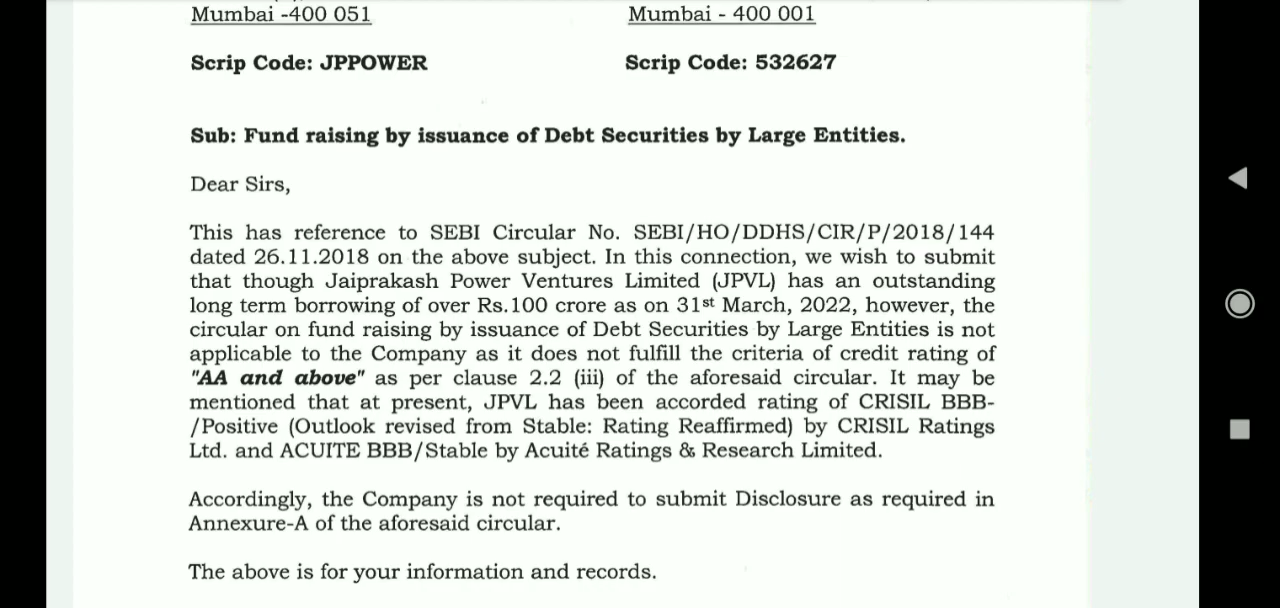 Mumbai -400 051 Mumbai - 400 001
Scrip Code: JPPOWER Scrip Code: 532627
Sub: Fund raising by issuance of Debt Securities by Large Entities.
Dear Sirs,
This has reference to SEBI Circular No. SEBI/HO/DDHS/CIR/P/2018/144
dated 26.11.2018 on the above subject. In this connection, we wish to submit
that though Jaiprakash Power Ventures Limited (JPVL) has an outstanding
long term borrowing of over Rs.100 crore as on 31st March, 2022, however, the
circular on fund raising by issuance of Debt Securities by Large Entities is not
applicable to the Company as it does not fulfill the criteria of credit rating of
"AA and above" as per clause 2.2 (iii) of the aforesaid circular. It may be
mentioned that at present, JPVL has been accorded rating of CRISIL BBB-
/Positive (Outlook revised from Stable: Rating Reaffirmed) by CRISIL Ratings
Ltd. and ACUITE BBB/Stable by Acuité Ratings & Research Limited.
Accordingly, the Company is not required to submit Disclosure as required in
Annexure-A of the aforesaid circular.
The above is for your information and records.